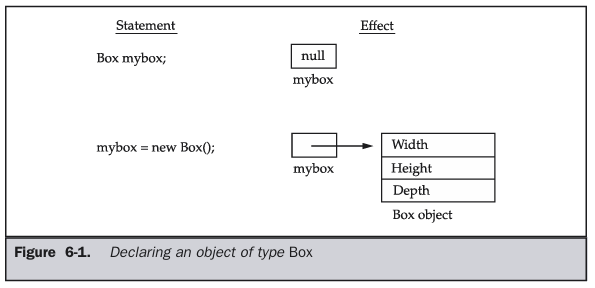 Statement Effect
Box mybox; null
mybox
mybox = new Box(); Width
mybox Height
Depth
Box object
Figure 6-1. Declaring an object of type Box